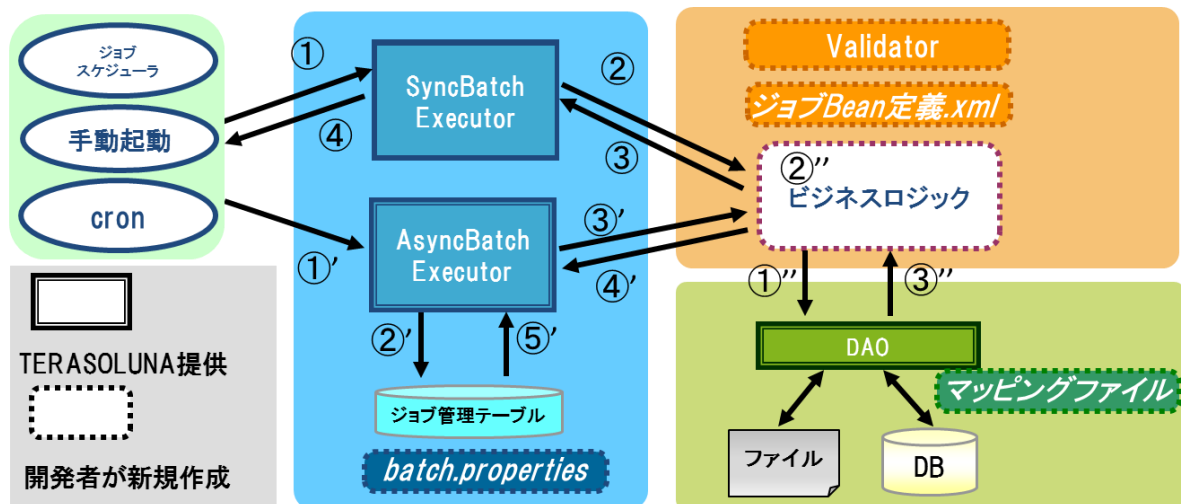 ジョブ
スケジューラ
手動起動
cron
①
④
①’
SyncBatch
Executor
AsyncBatch
Executor
②’
⑤’
ジョブ管理テーブル
batch.properties
②
③
③’
④’
Validator
ジョブBean定義.xml
②’’
ビジネスロジック
①’’
③’’
DAO
マッピングファイル
ファイル
DB
TERASOLUNA提供
開発者が新規作成